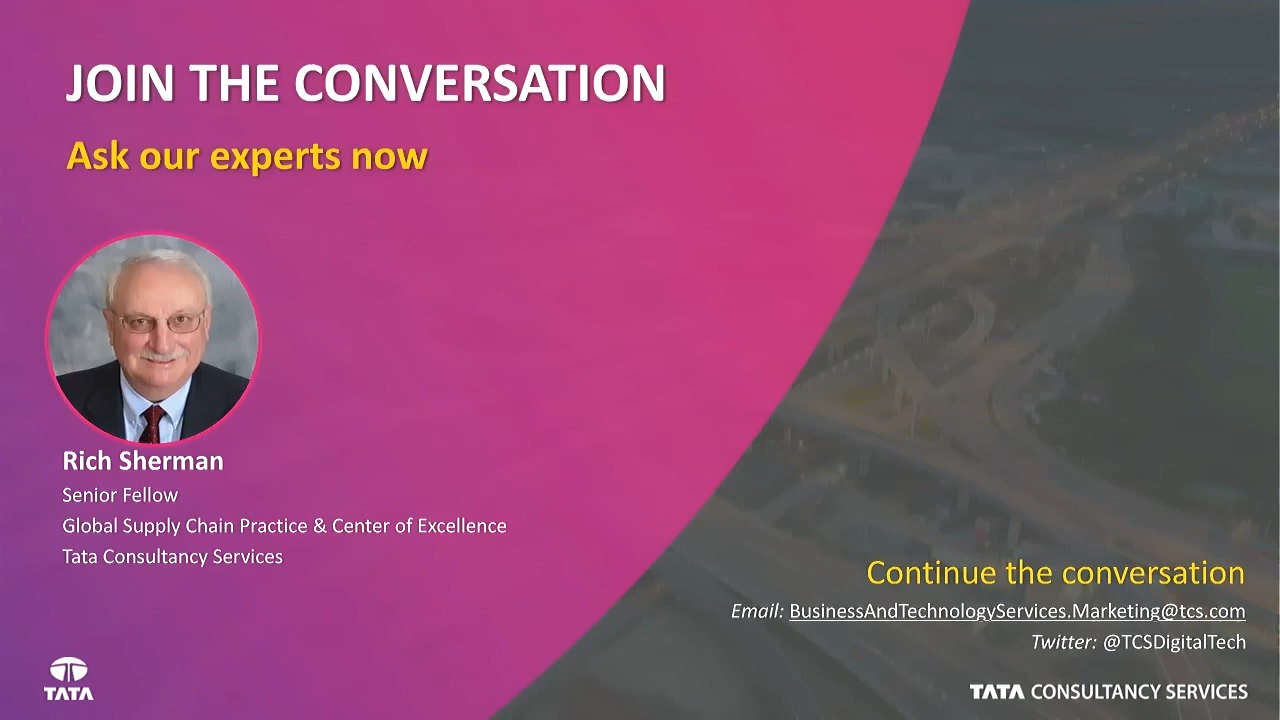 JOIN THE CONVERSATION
Ask our experts now
Rich Sherman
Senior Fellow
Global Supply Chain Practice & Center of Excellence
Tata Consultancy Services
Continue the conversation
Email: BusinessAndTechnologyServices.Marketing@tcs.com
Twitter: @TCSDigitalTech
TATA
TATA CONSULTANCY SERVICES